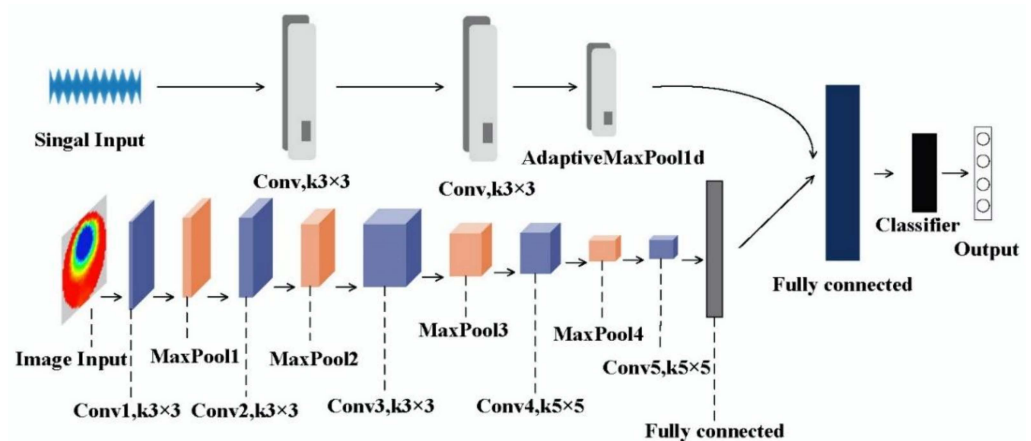 Singal Input
Conv,k3×3
Conv,k3×3
AdaptiveMaxPool1d
Image Input
MaxPool1
MaxPool2
MaxPool3
MaxPool4
Conv1,k3×3
Conv2,k3×3
Conv3,k3×3
Conv4,k5×5
Conv5,k5×5
Fully connected
Fully connected
Classifier
Output